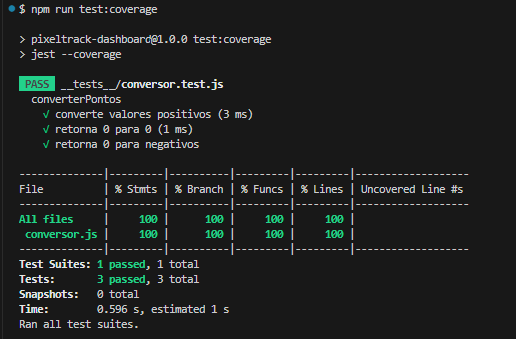 $ npm run test:coverage
> pixeltrack-dashboard@1.0.0 test:coverage
> jest --coverage
PASS __tests__/conversor.test.js
converterPontos
√ converte valores positivos (3 ms)
√ retorna 0 para 0 (1 ms)
√ retorna 0 para negativos
--------------|---------|----------|---------|---------|-------------------
File | % Stmts | % Branch | % Funcs | % Lines | Uncovered Line #s
--------------|---------|----------|---------|---------|-------------------
All files | 100 | 100 | 100 | 100 |
conversor.js | 100 | 100 | 100 | 100 |
--------------|---------|----------|---------|---------|-------------------
Test Suites: 1 passed, 1 total
Tests: 3 passed, 3 total
Snapshots: 0 total
Time: 0.596 s, estimated 1 s
Ran all test suites.